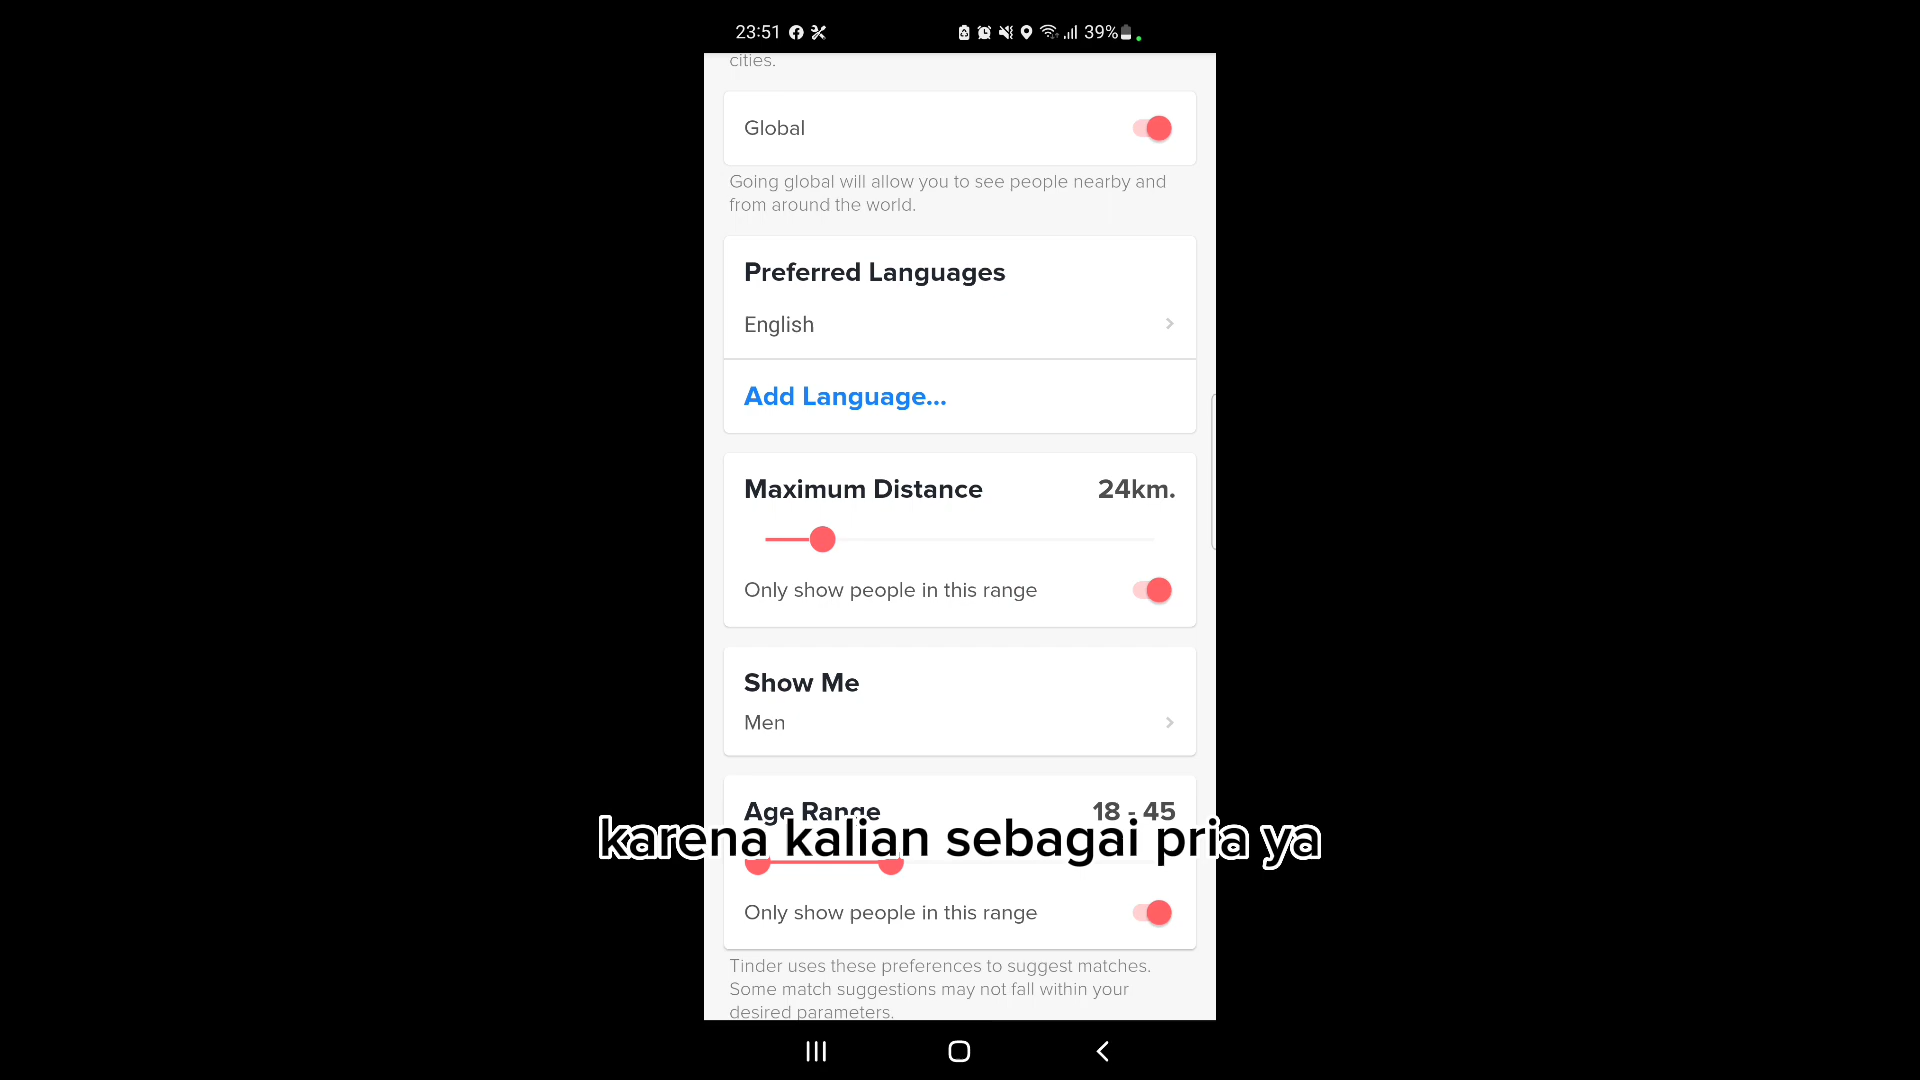 23:51
39%
cities.
Global
Going global will allow you to see people nearby and
from around the world.
Preferred Languages
English
Add Language...
Maximum Distance 24km.
Only show people in this range
Show Me
Men
Age Range 18 - 45
karena kalian sebagai pria ya
Only show people in this range
Tinder uses these preferences to suggest matches.
Some match suggestions may not fall within your
desired parameters.